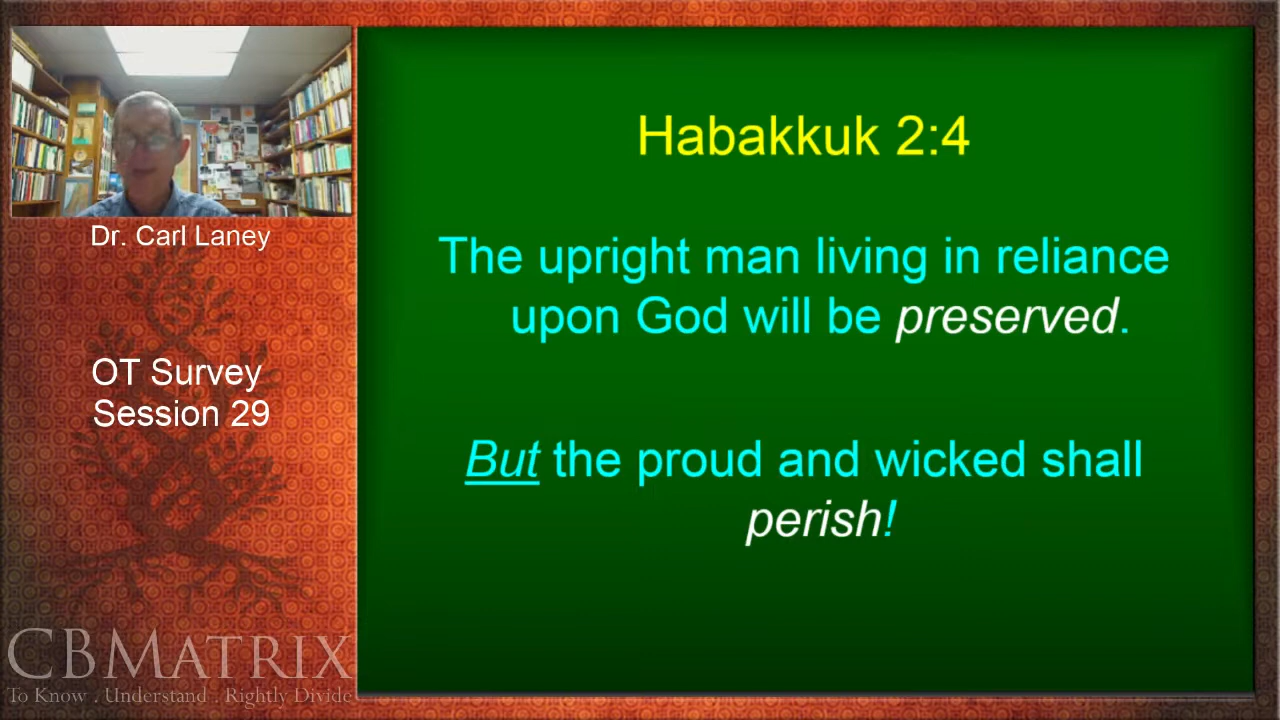 Dr. Carl Laney
OT Survey
Session 29
CBMATRIX
To Know . Understand . Rightly Divide
Habakkuk 2:4
The upright man living in reliance
upon God will be preserved.
But the proud and wicked shall
perish!